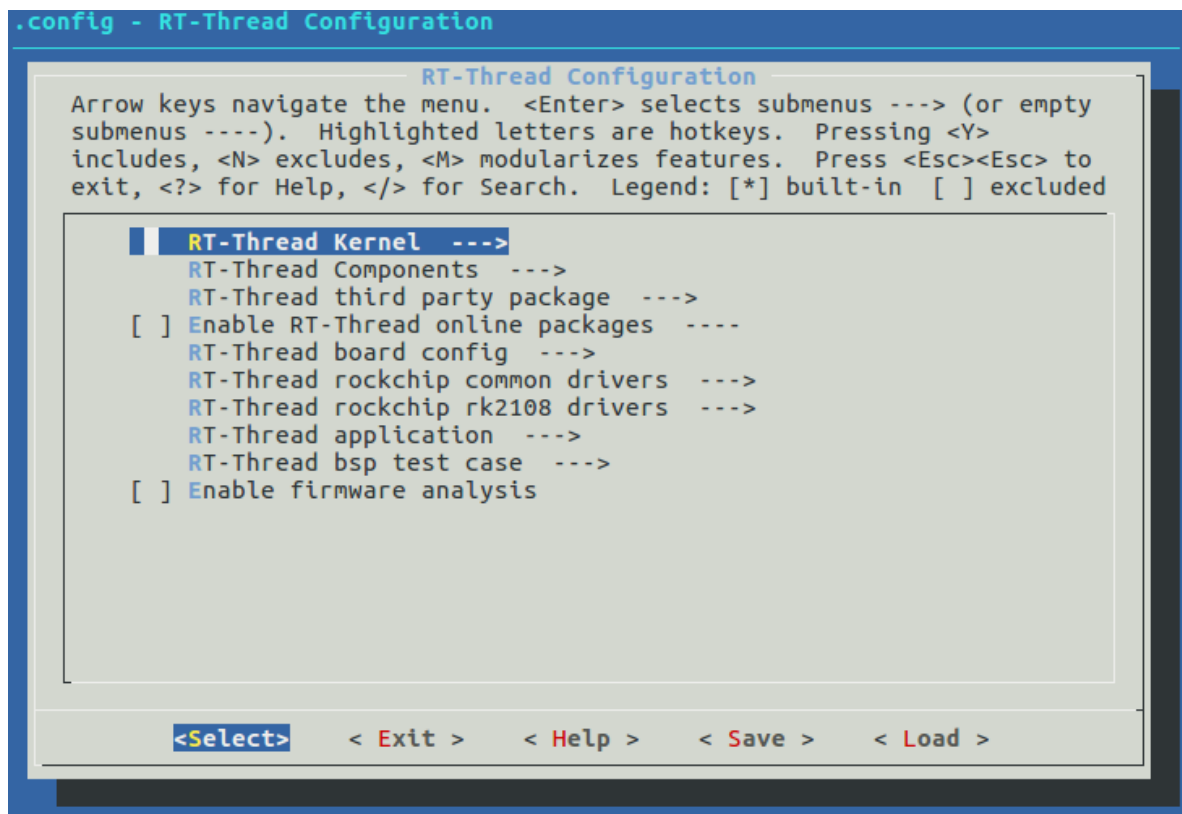 .config - RT-Thread Configuration
RT-Thread Configuration
Arrow keys navigate the menu.  <Enter> selects submenus ---> (or empty
submenus ----).  Highlighted letters are hotkeys.  Pressing <Y>
includes, <N> excludes, <M> modularizes features.  Press <Esc><Esc> to
exit, <?> for Help, </> for Search.  Legend: [*] built-in  [ ] excluded
RT-Thread Kernel  --->
RT-Thread Components  --->
RT-Thread third party package  --->
[ ] Enable RT-Thread online packages  ----
RT-Thread board config  --->
RT-Thread rockchip common drivers  --->
RT-Thread rockchip rk2108 drivers  --->
RT-Thread application  --->
RT-Thread bsp test case  --->
[ ] Enable firmware analysis
<Select>    < Exit >    < Help >    < Save >    < Load >